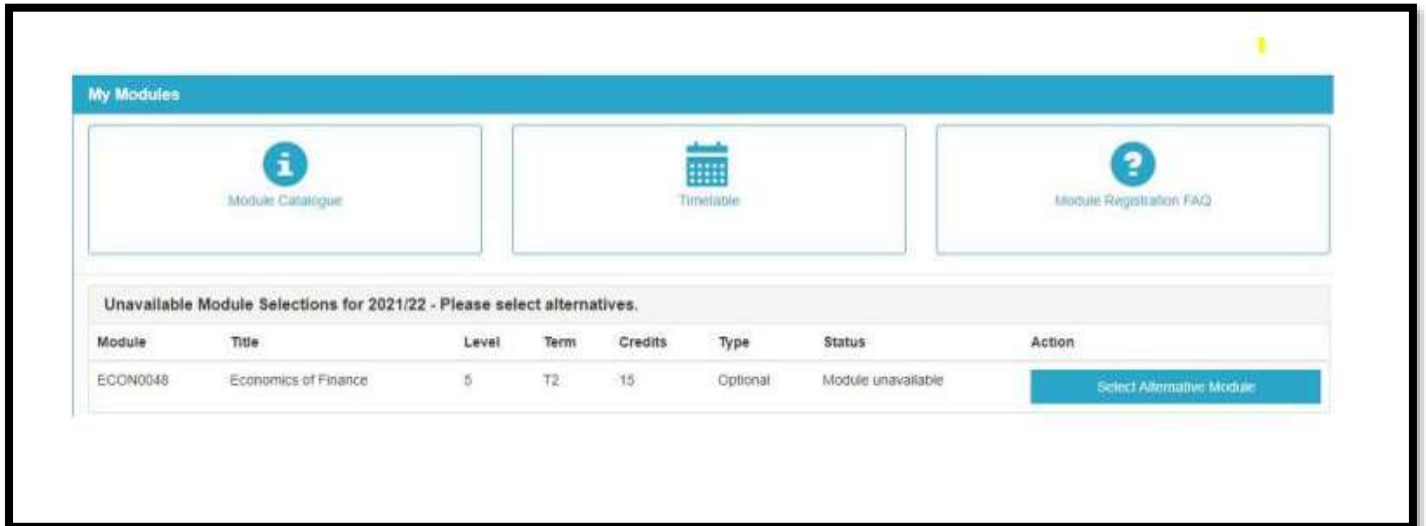 My Modules
Module Catalogue
Timetable
Module Registration FAQ
Unavailable Module Selections for 2021/22 - Please select alternatives.
Module Title Level Term Credits Type Status Action
ECON0048 Economics of Finance 5 T2 15 Optional Module unavailable Select Alternative Module